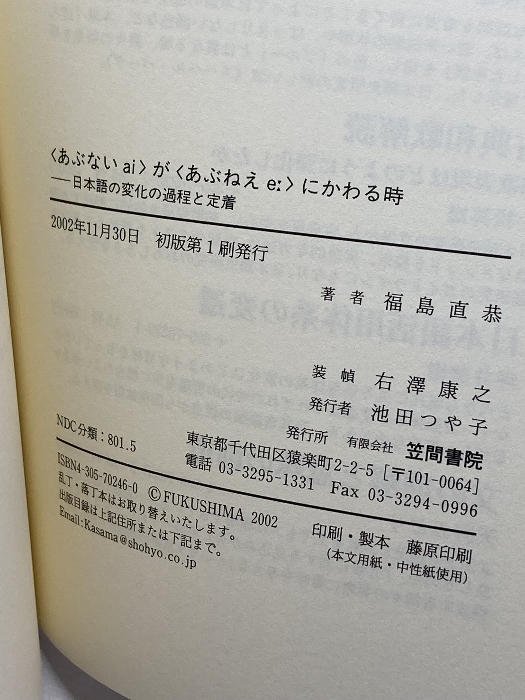 〈あぶない ai〉が〈あぶねえ eː〉にかわる時
──日本語の変化の過程と定着
2002年11月30日　初版第1刷発行
著者　福島直恭
装幀　右澤康之
発行者　池田つや子
発行所　有限会社　笠間書院
東京都千代田区猿楽町2-2-5［〒101-0064］
電話 03-3295-1331　Fax 03-3294-0996
NDC分類：801.5
ISBN4-305-70246-0　©FUKUSHIMA 2002
乱丁・落丁本はお取り替えいたします。
出版目録は上記住所または下記まで。
Email:Kasama@shohyo.co.jp
印刷・製本　藤原印刷
（本文用紙・中性紙使用）